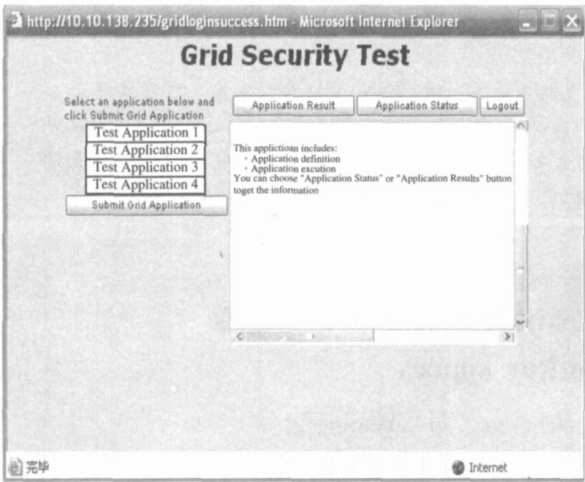 http://10.10.138.235/gridloginsuccess.htm - Microsoft Internet Explorer
Grid Security Test
Select an application below and
click Submit Grid Application
Test Application 1
Test Application 2
Test Application 3
Test Application 4
Submit Grid Application
Application Result
Application Status
Logout
This applictioan includes:
· Application definition
· Application excution
You can choose "Application Status" or "Application Results" button
toget the information
完毕
Internet